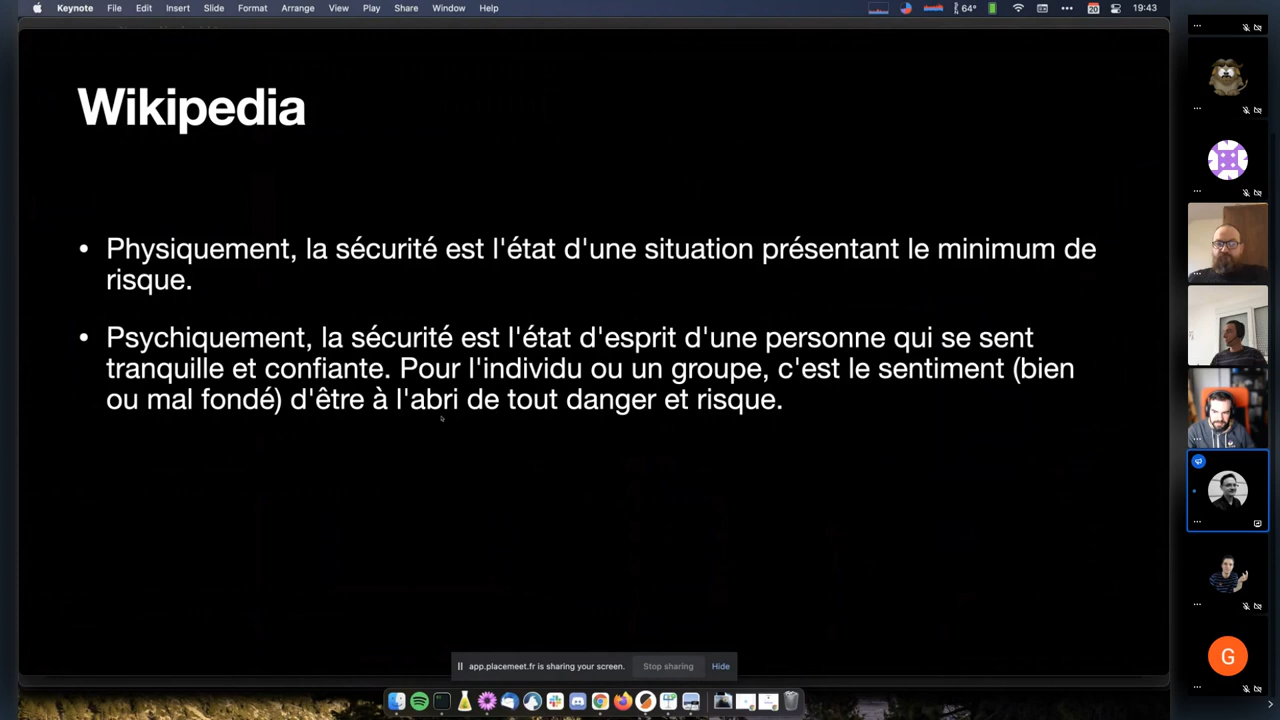 Keynote File Edit Insert Slide Format Arrange View Play Share Window Help 64° 20 19:43
Wikipedia
• Physiquement, la sécurité est l'état d'une situation présentant le minimum de
risque.
• Psychiquement, la sécurité est l'état d'esprit d'une personne qui se sent
tranquille et confiante. Pour l'individu ou un groupe, c'est le sentiment (bien
ou mal fondé) d'être à l'abri de tout danger et risque.
G
app.placemeet.fr is sharing your screen. Stop sharing Hide